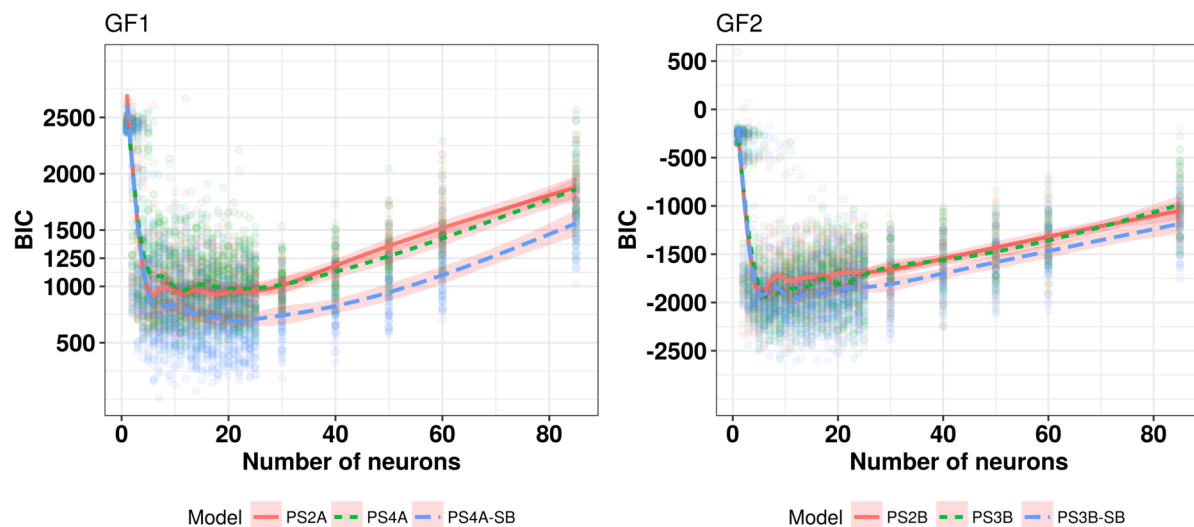 GF1
BIC
2500
2000
1500
1250
1000
500
0 20 40 60 80
Number of neurons
Model PS2A PS4A PS4A-SB
GF2
BIC
500
0
-500
-1000
-1500
-2000
-2500
0 20 40 60 80
Number of neurons
Model PS2B PS3B PS3B-SB